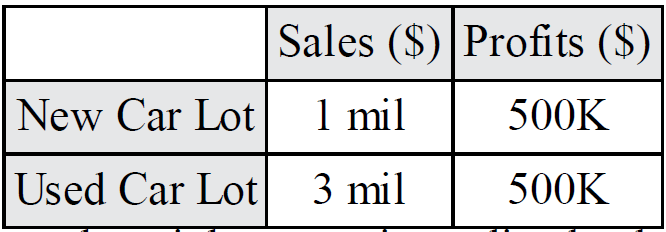 Sales ($) Profits ($)
New Car Lot 1 mil 500K
Used Car Lot 3 mil 500K